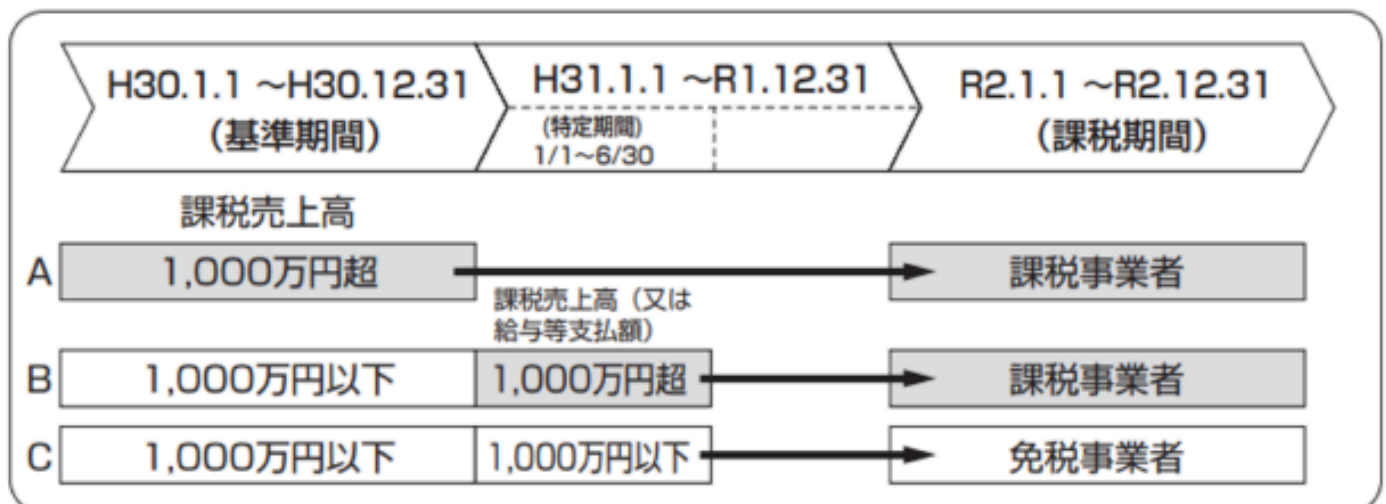 H30.1.1 ～H30.12.31
(基準期間)
H31.1.1 ～R1.12.31
(特定期間)
1/1～6/30
R2.1.1 ～R2.12.31
(課税期間)
課税売上高
A 1,000万円超 課税事業者
課税売上高（又は
給与等支払額）
B 1,000万円以下 1,000万円超 課税事業者
C 1,000万円以下 1,000万円以下 免税事業者